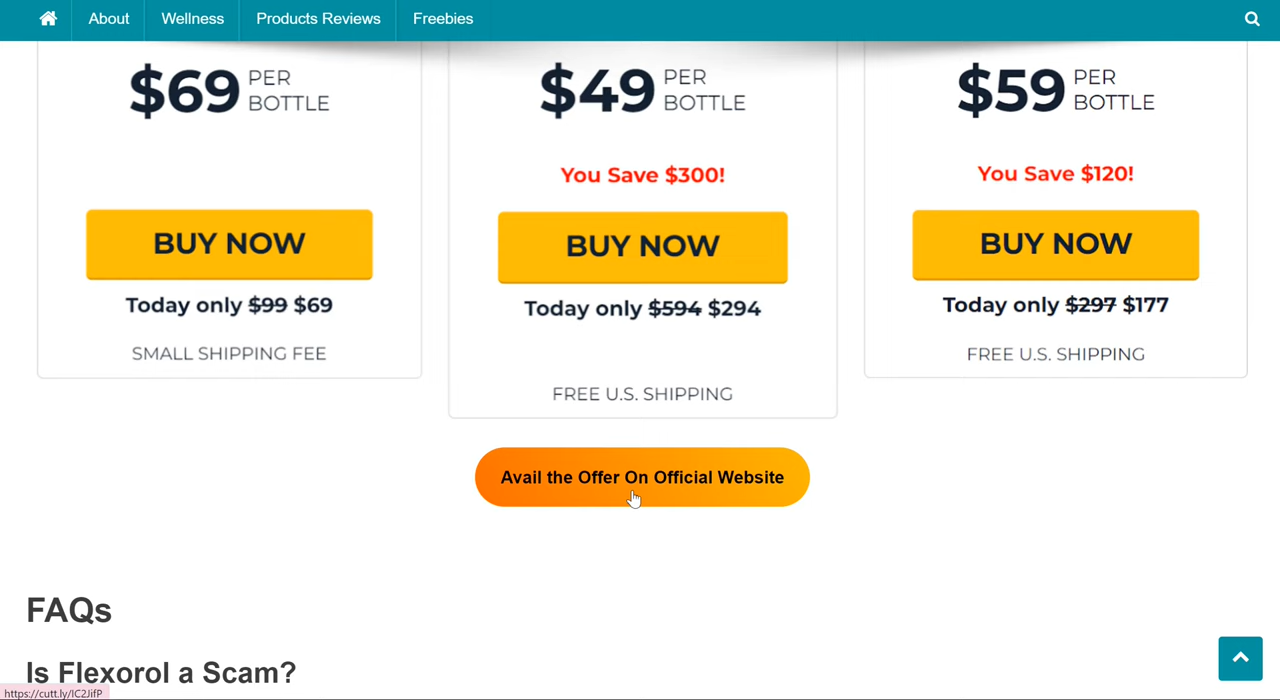 About Wellness Products Reviews Freebies
$69 PER BOTTLE
BUY NOW
Today only $99 $69
SMALL SHIPPING FEE
$49 PER BOTTLE
You Save $300!
BUY NOW
Today only $594 $294
FREE U.S. SHIPPING
$59 PER BOTTLE
You Save $120!
BUY NOW
Today only $297 $177
FREE U.S. SHIPPING
Avail the Offer On Official Website
FAQs
Is Flexorol a Scam?
https://cutt.ly/IC2JifP